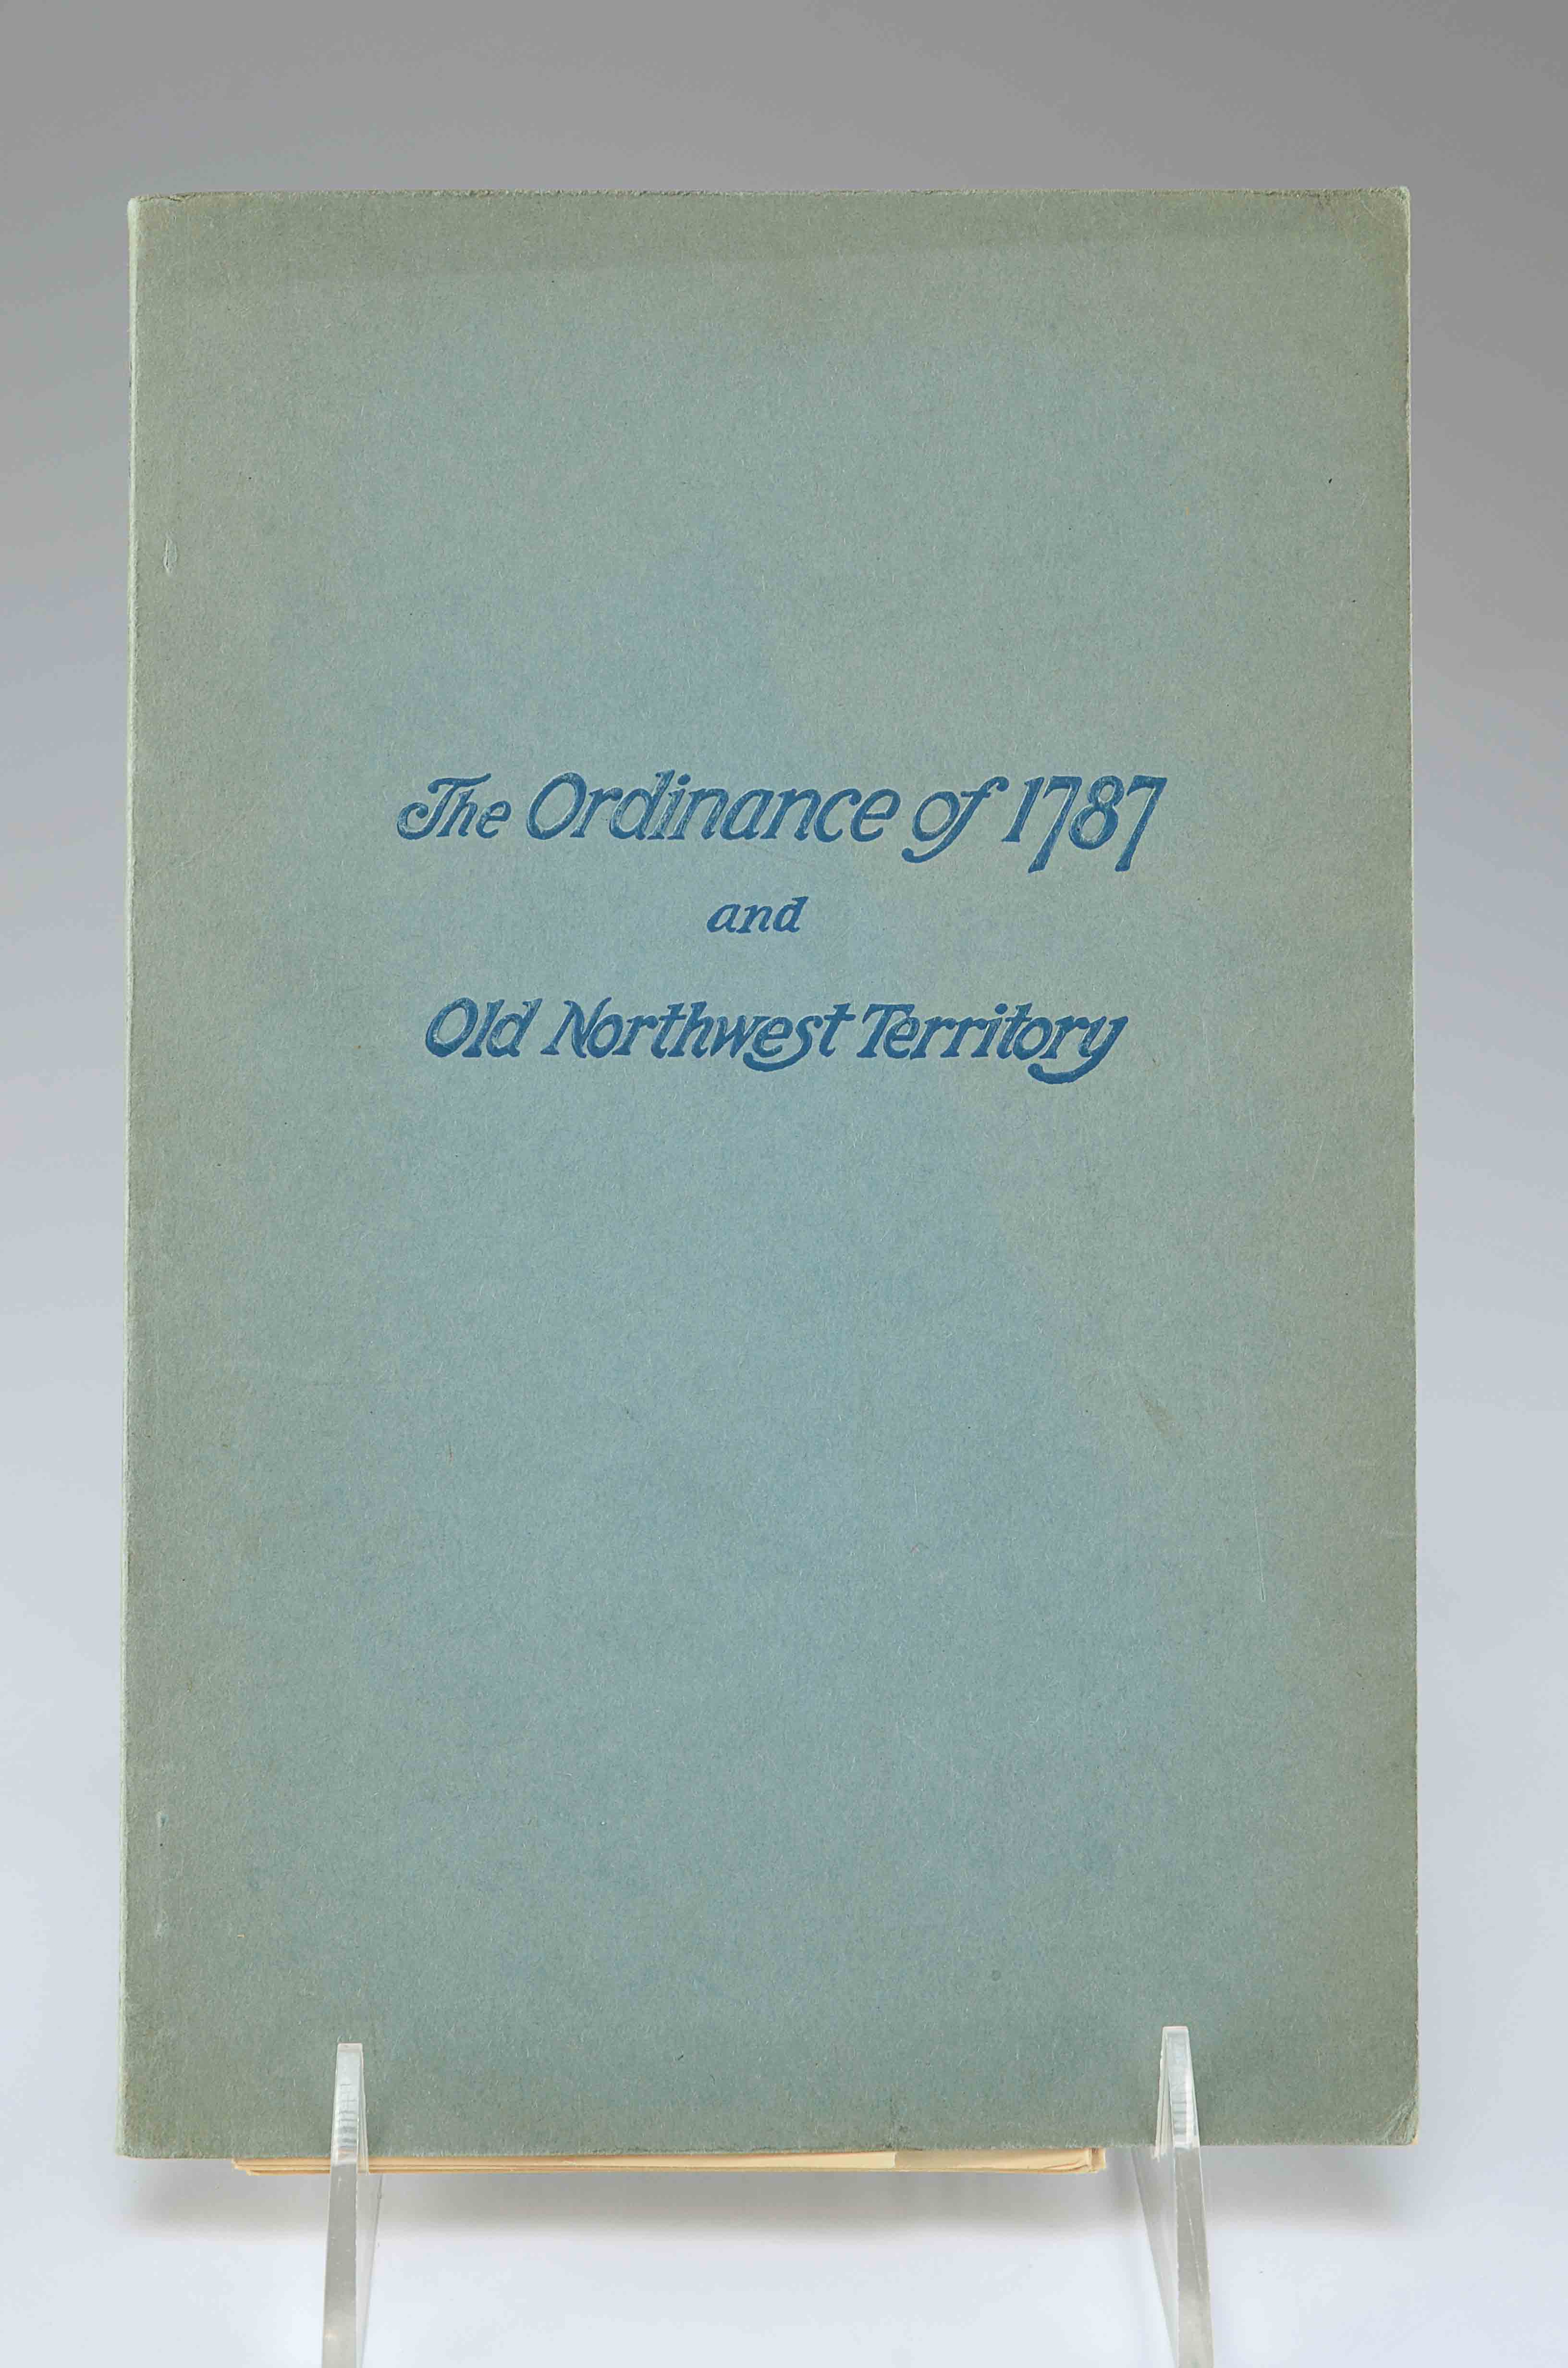 The Ordinance of 1787
and
Old Northwest Territory